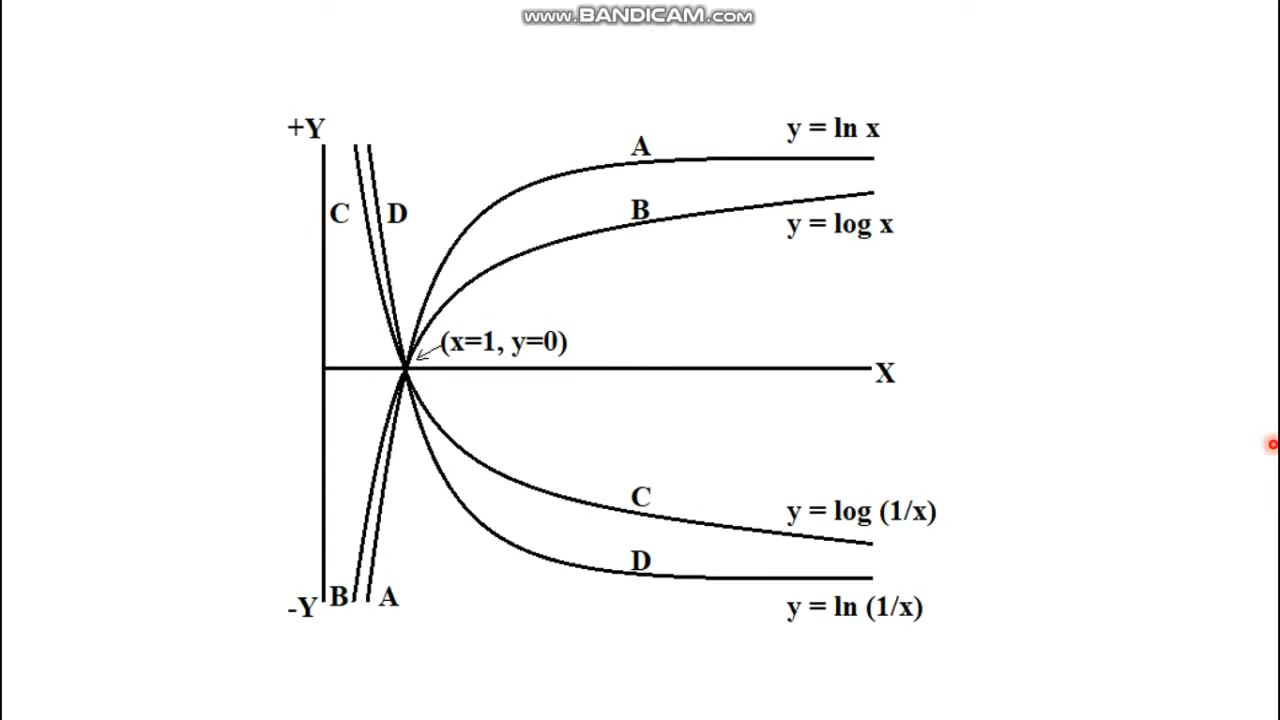 www.BANDICAM.com
+Y
y = ln x
A
C
D
B
y = log x
(x=1, y=0)
X
C
y = log (1/x)
D
-Y
B
A
y = ln (1/x)